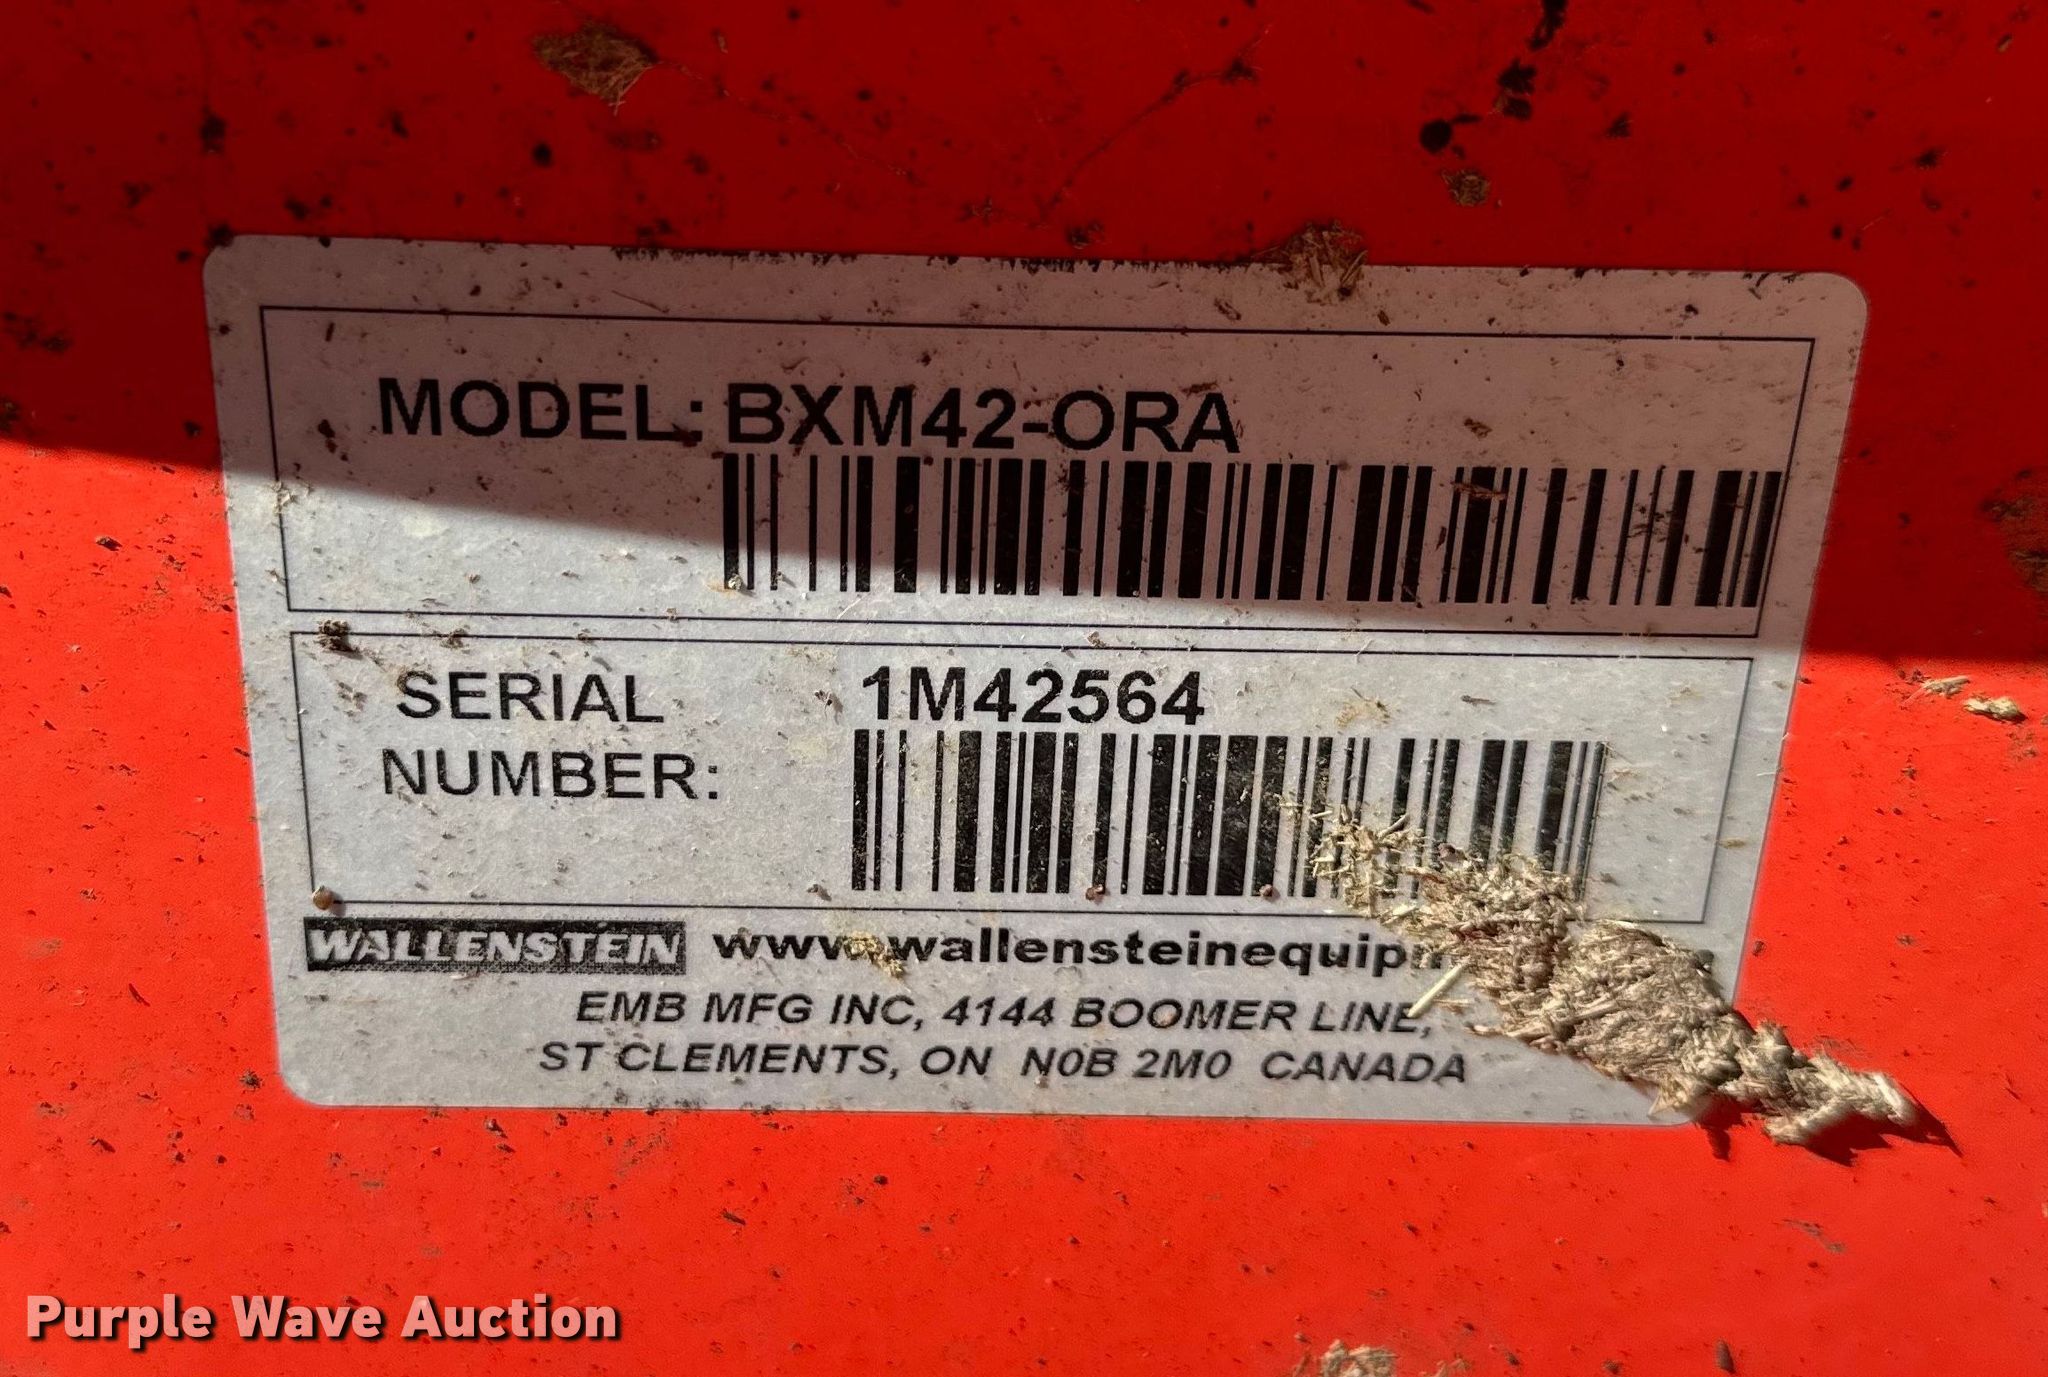 MODEL: BXM42-ORA
SERIAL 1M42564
NUMBER:
WALLENSTEIN
EMB MFG INC, 4144 BOOMER LINE,
ST CLEMENTS, ON N0B 2M0 CANADA
Purple Wave Auction